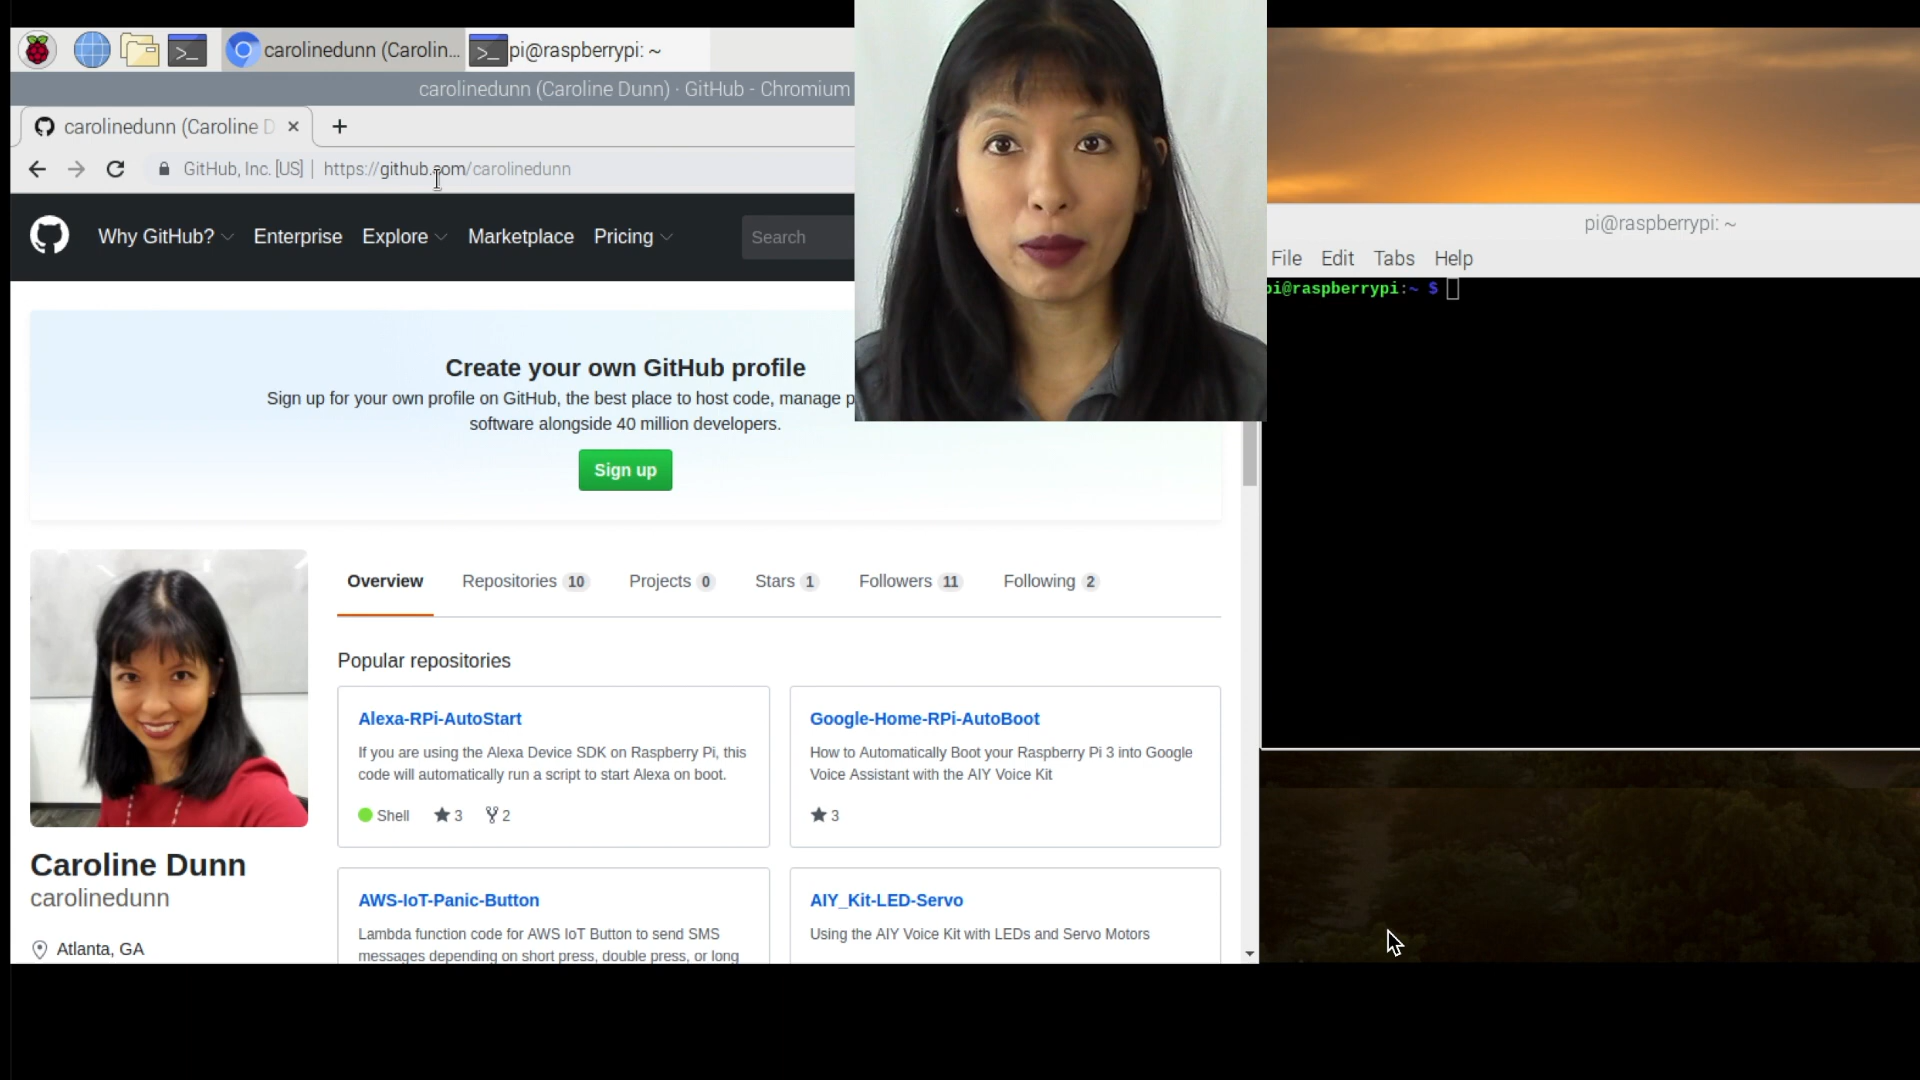 carolinedunn (Carolin...
pi@raspberrypi: ~
carolinedunn (Caroline Dunn) · GitHub - Chromium
carolinedunn (Caroline D
GitHub, Inc. [US] | https://github.com/carolinedunn
Why GitHub? Enterprise Explore Marketplace Pricing
Search
Create your own GitHub profile
Sign up for your own profile on GitHub, the best place to host code, manage p
software alongside 40 million developers.
Sign up
Overview Repositories 10 Projects 0 Stars 1 Followers 11 Following 2
Popular repositories
Alexa-RPi-AutoStart
If you are using the Alexa Device SDK on Raspberry Pi, this
code will automatically run a script to start Alexa on boot.
Shell 3 2
Google-Home-RPi-AutoBoot
How to Automatically Boot your Raspberry Pi 3 into Google
Voice Assistant with the AIY Voice Kit
3
AWS-IoT-Panic-Button
Lambda function code for AWS IoT Button to send SMS
messages depending on short press, double press, or long
AIY_Kit-LED-Servo
Using the AIY Voice Kit with LEDs and Servo Motors
Caroline Dunn
carolinedunn
Atlanta, GA
pi@raspberrypi: ~
File Edit Tabs Help
pi@raspberrypi:~ $